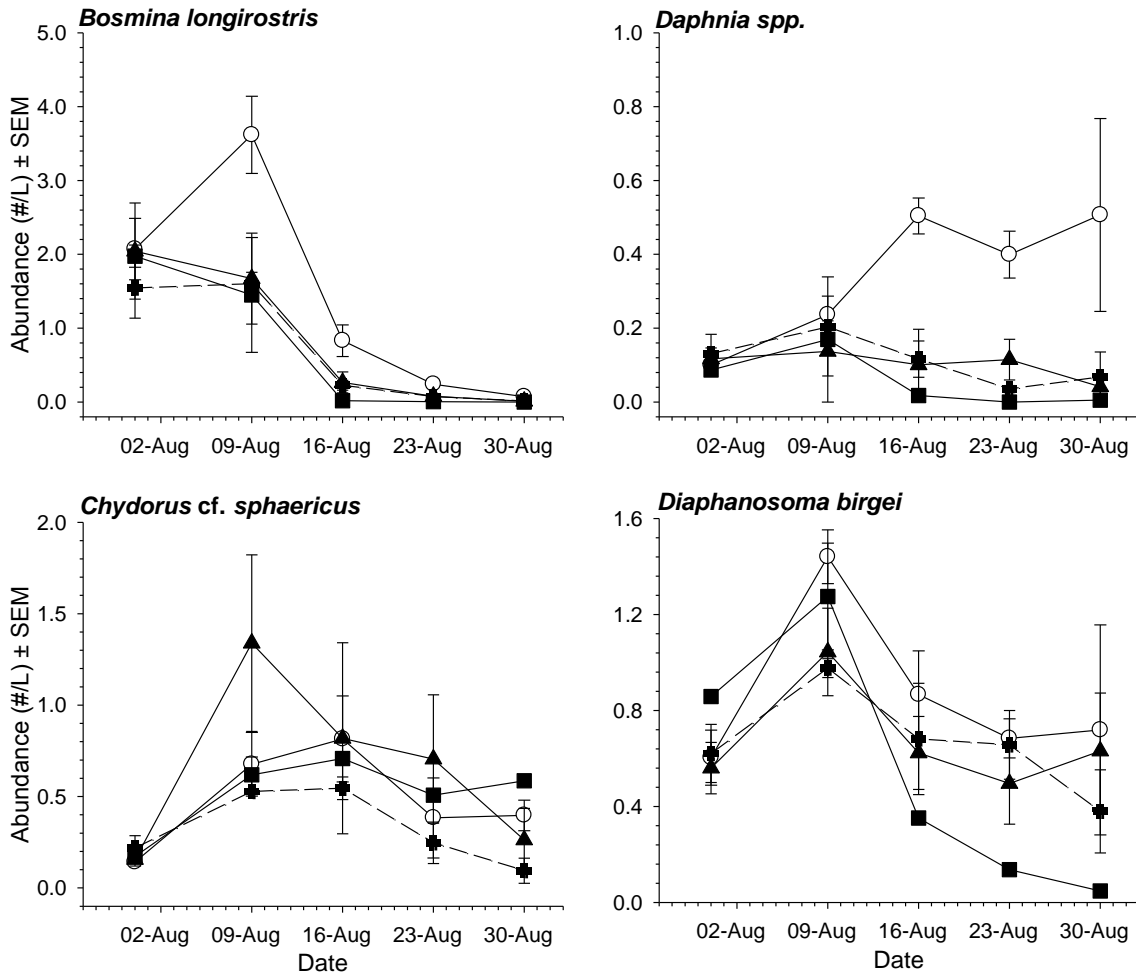 Bosmina longirostris
5.0
4.0
3.0
2.0
1.0
0.0
Abundance (#/L) ± SEM
02-Aug 09-Aug 16-Aug 23-Aug 30-Aug
Daphnia spp.
1.0
0.8
0.6
0.4
0.2
0.0
02-Aug 09-Aug 16-Aug 23-Aug 30-Aug
Chydorus cf. sphaericus
2.0
1.5
1.0
0.5
0.0
Abundance (#/L) ± SEM
02-Aug 09-Aug 16-Aug 23-Aug 30-Aug
Date
Diaphanosoma birgei
1.6
1.2
0.8
0.4
0.0
02-Aug 09-Aug 16-Aug 23-Aug 30-Aug
Date